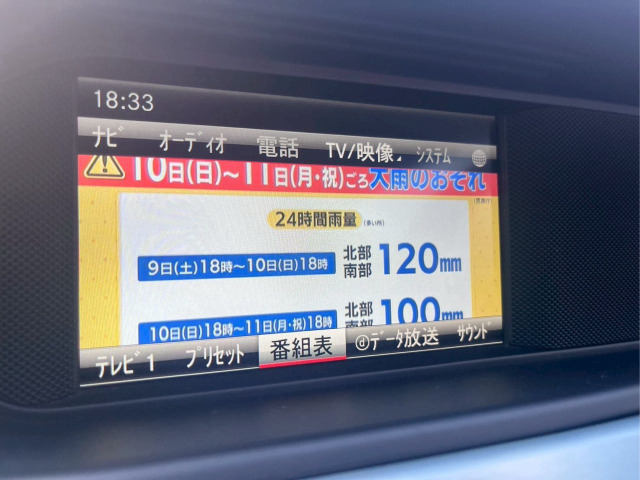 18:33
ナビ オーディオ 電話 TV/映像 システム
10日(日)～11日(月・祝)ごろ大雨のおそれ
24時間雨量 (多い所)
9日(土)18時～10日(日)18時 北部 南部 120mm
10日(日)18時～11日(月・祝)18時 北部 100mm
テレビ1 プリセット 番組表 ⓓデータ放送 サウンド